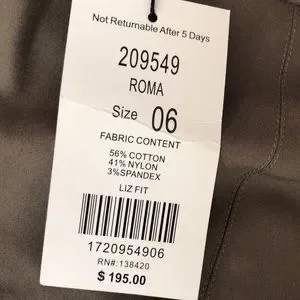 Not Returnable After 5 Days
209549
ROMA
Size 06
FABRIC CONTENT
56% COTTON
41% NYLON
3%SPANDEX
LIZ FIT
1720954906
RN#:138420
$ 195.00